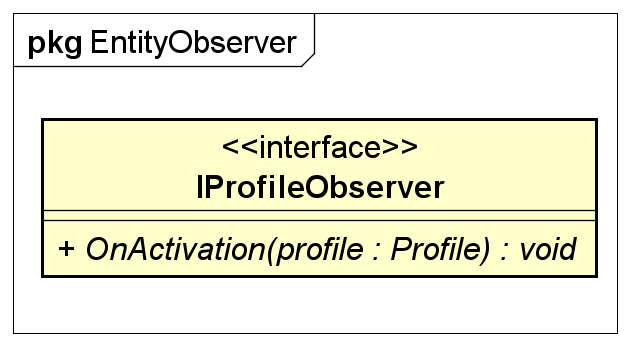 pkg EntityObserver
<<interface>>
IProfileObserver
+ OnActivation(profile : Profile) : void